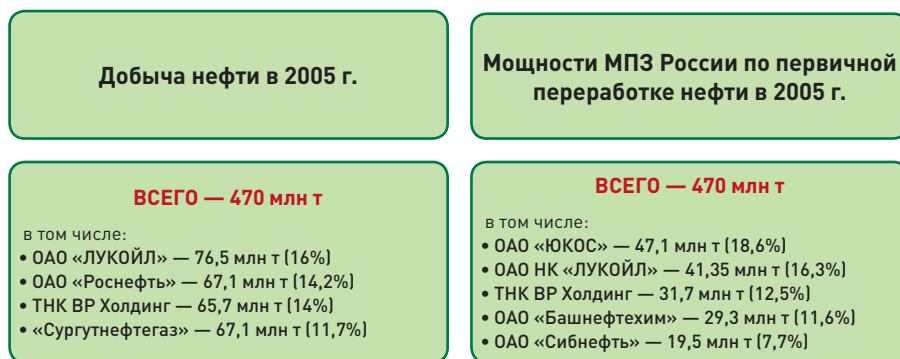 Добыча нефти в 2005 г.
Мощности МПЗ России по первичной
переработке нефти в 2005 г.
ВСЕГО — 470 млн т
в том числе:
• ОАО «ЛУКОЙЛ» — 76,5 млн т (16%)
• ОАО «Роснефть» — 67,1 млн т (14,2%)
• ТНК ВР Холдинг — 65,7 млн т (14%)
• «Сургутнефтегаз» — 67,1 млн т (11,7%)
ВСЕГО — 470 млн т
в том числе:
• ОАО «ЮКОС» — 47,1 млн т (18,6%)
• ОАО НК «ЛУКОЙЛ» — 41,35 млн т (16,3%)
• ТНК ВР Холдинг — 31,7 млн т (12,5%)
• ОАО «Башнефтехим» — 29,3 млн т (11,6%)
• ОАО «Сибнефть» — 19,5 млн т (7,7%)